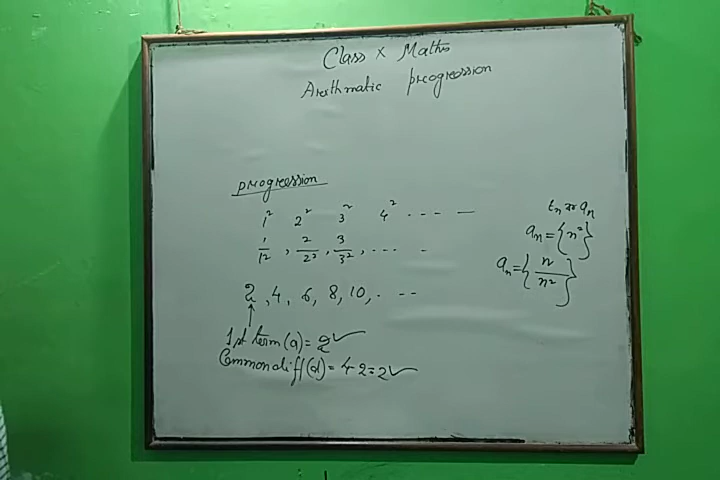 Class X Maths
Arethmatic progression
progression
1² 2² 3² 4² ---- —
1/1², 2/2², 3/3², ---- -
2, 4, 6, 8, 10, - --
1st term (a) = 2 ✓
Common diff (d) = 4 2 = 2 ✓
tn or an
an = {n²}
an = {n/n²}